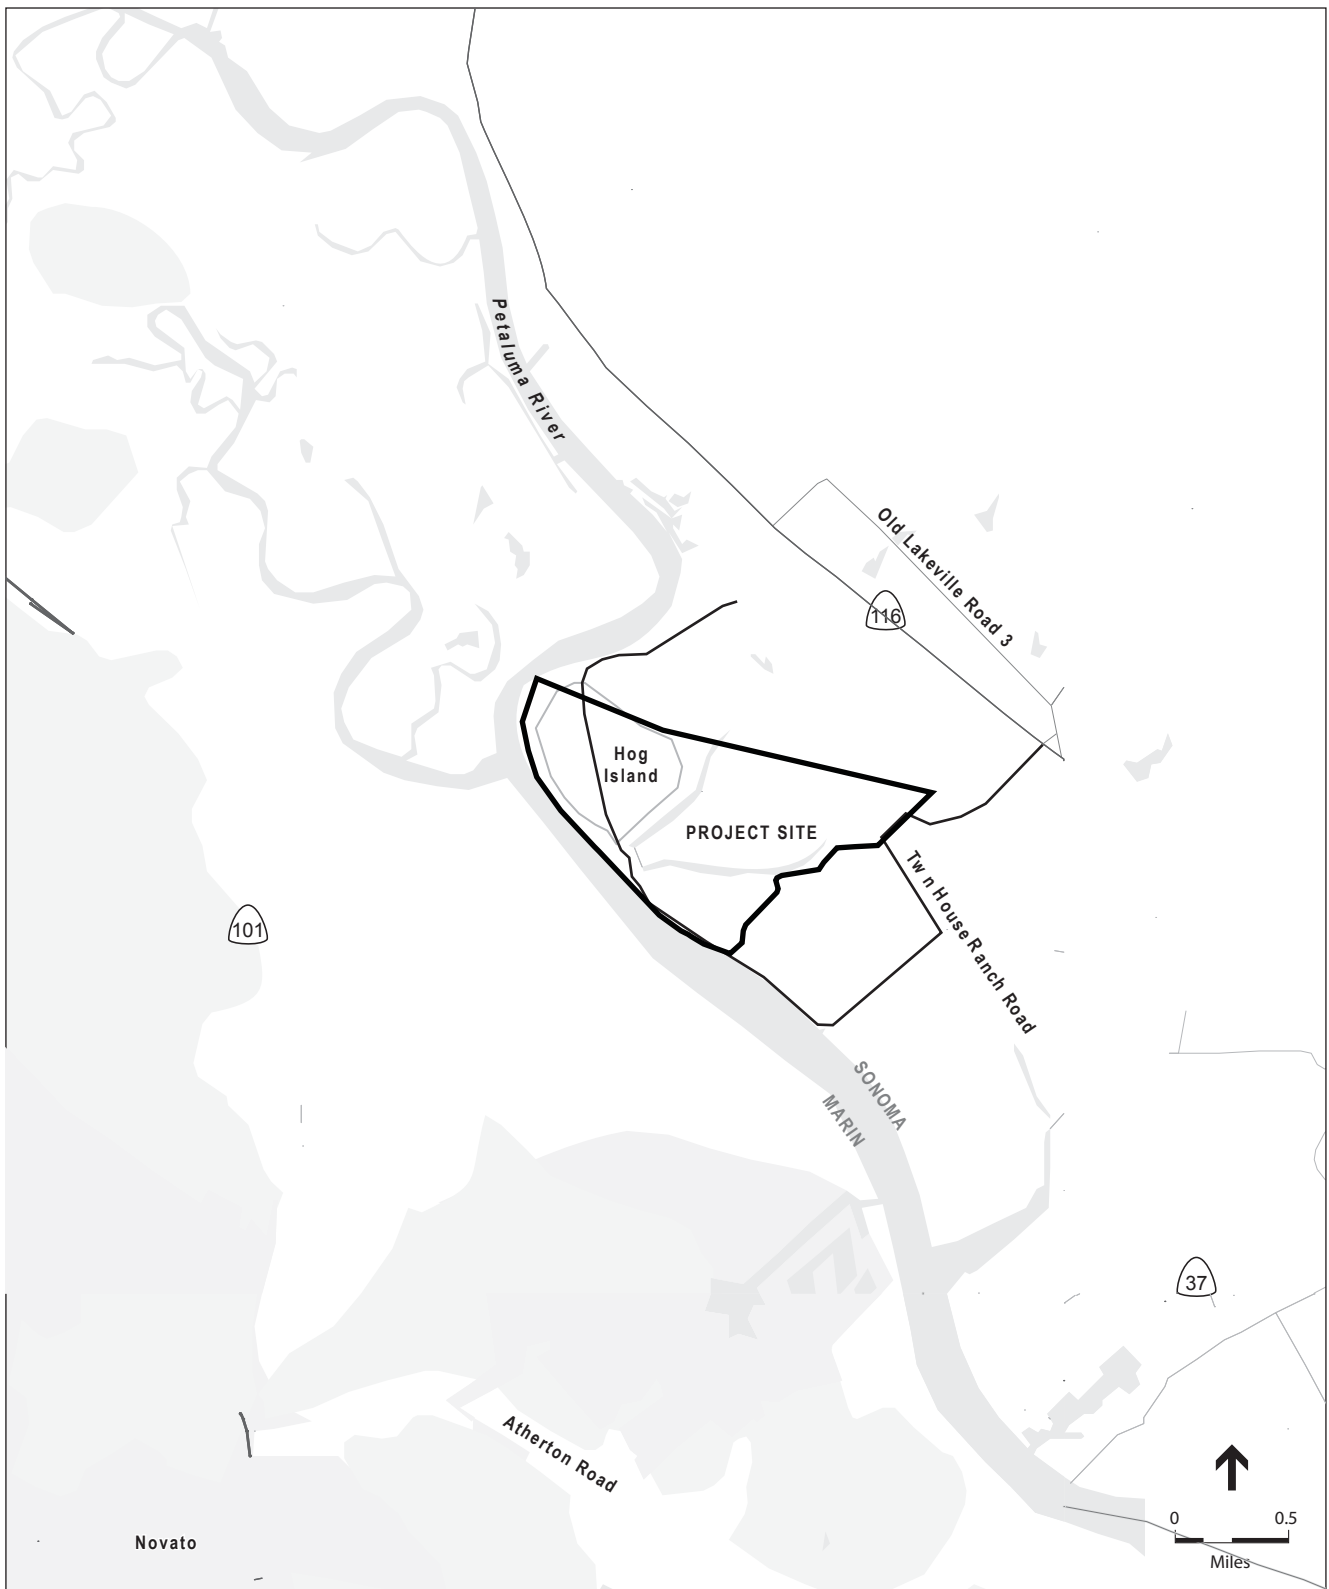 Petaluma River
Old Lakeville Road 3
116
Hog
Island
PROJECT SITE
Tw n House Ranch Road
101
SONOMA
MARIN
37
Atherton Road
0 0.5
Miles
Novato